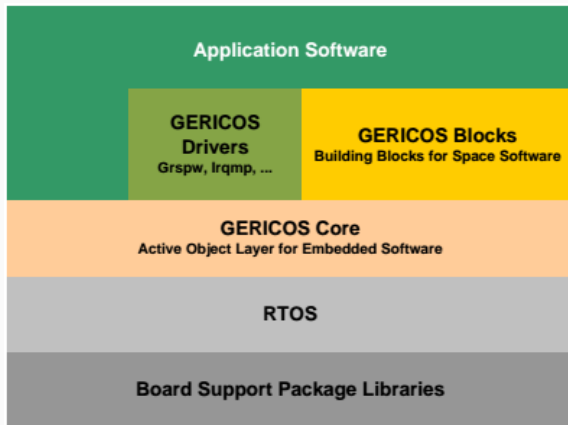 Application Software
GERICOS
Drivers
Grspw, Irqmp, ...
GERICOS Blocks
Building Blocks for Space Software
GERICOS Core
Active Object Layer for Embedded Software
RTOS
Board Support Package Libraries